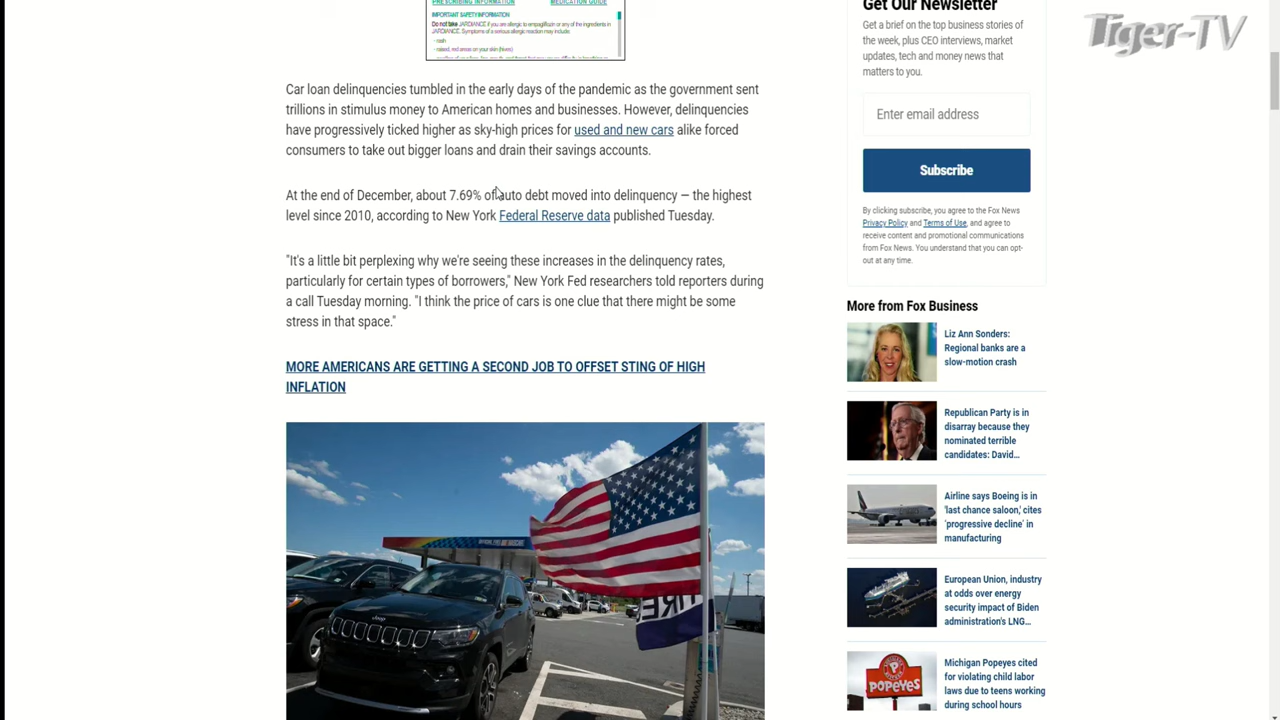 PRESCRIBING INFORMATION
MEDICATION GUIDE
IMPORTANT SAFETY INFORMATION
Do not take JARDIANCE if you are allergic to empagliflozin or any of the ingredients in
JARDIANCE. Symptoms of a serious allergic reaction may include:
- rash
- raised, red areas on your skin (hives)
Car loan delinquencies tumbled in the early days of the pandemic as the government sent
trillions in stimulus money to American homes and businesses. However, delinquencies
have progressively ticked higher as sky-high prices for used and new cars alike forced
consumers to take out bigger loans and drain their savings accounts.
At the end of December, about 7.69% of auto debt moved into delinquency — the highest
level since 2010, according to New York Federal Reserve data published Tuesday.
"It's a little bit perplexing why we're seeing these increases in the delinquency rates,
particularly for certain types of borrowers," New York Fed researchers told reporters during
a call Tuesday morning. "I think the price of cars is one clue that there might be some
stress in that space."
MORE AMERICANS ARE GETTING A SECOND JOB TO OFFSET STING OF HIGH
INFLATION
Jeep
Get Our Newsletter
Get a brief on the top business stories of
the week, plus CEO interviews, market
updates, tech and money news that
matters to you.
Enter email address
Subscribe
By clicking subscribe, you agree to the Fox News
Privacy Policy and Terms of Use, and agree to
receive content and promotional communications
from Fox News. You understand that you can opt-
out at any time.
More from Fox Business
Liz Ann Sonders:
Regional banks are a
slow-motion crash
Republican Party is in
disarray because they
nominated terrible
candidates: David...
Airline says Boeing is in
'last chance saloon,' cites
'progressive decline' in
manufacturing
European Union, industry
at odds over energy
security impact of Biden
administration's LNG...
POPEYES
Michigan Popeyes cited
for violating child labor
laws due to teens working
during school hours
Tiger-TV